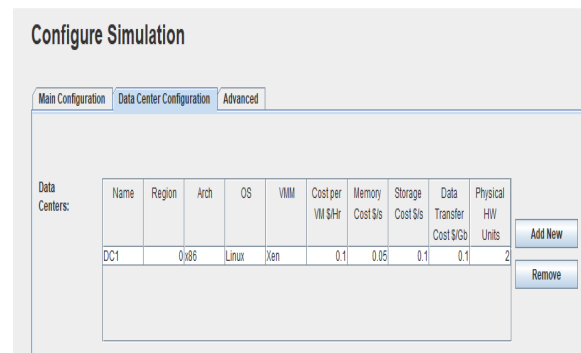 Configure Simulation
Main Configuration Data Center Configuration Advanced
Data Centers:
Name Region Arch OS VMM Cost per VM $/Hr Memory Cost $/s Storage Cost $/s Data Transfer Cost $/Gb Physical HW Units
DC1 0 x86 Linux Xen 0.1 0.05 0.1 0.1 2
Add New
Remove